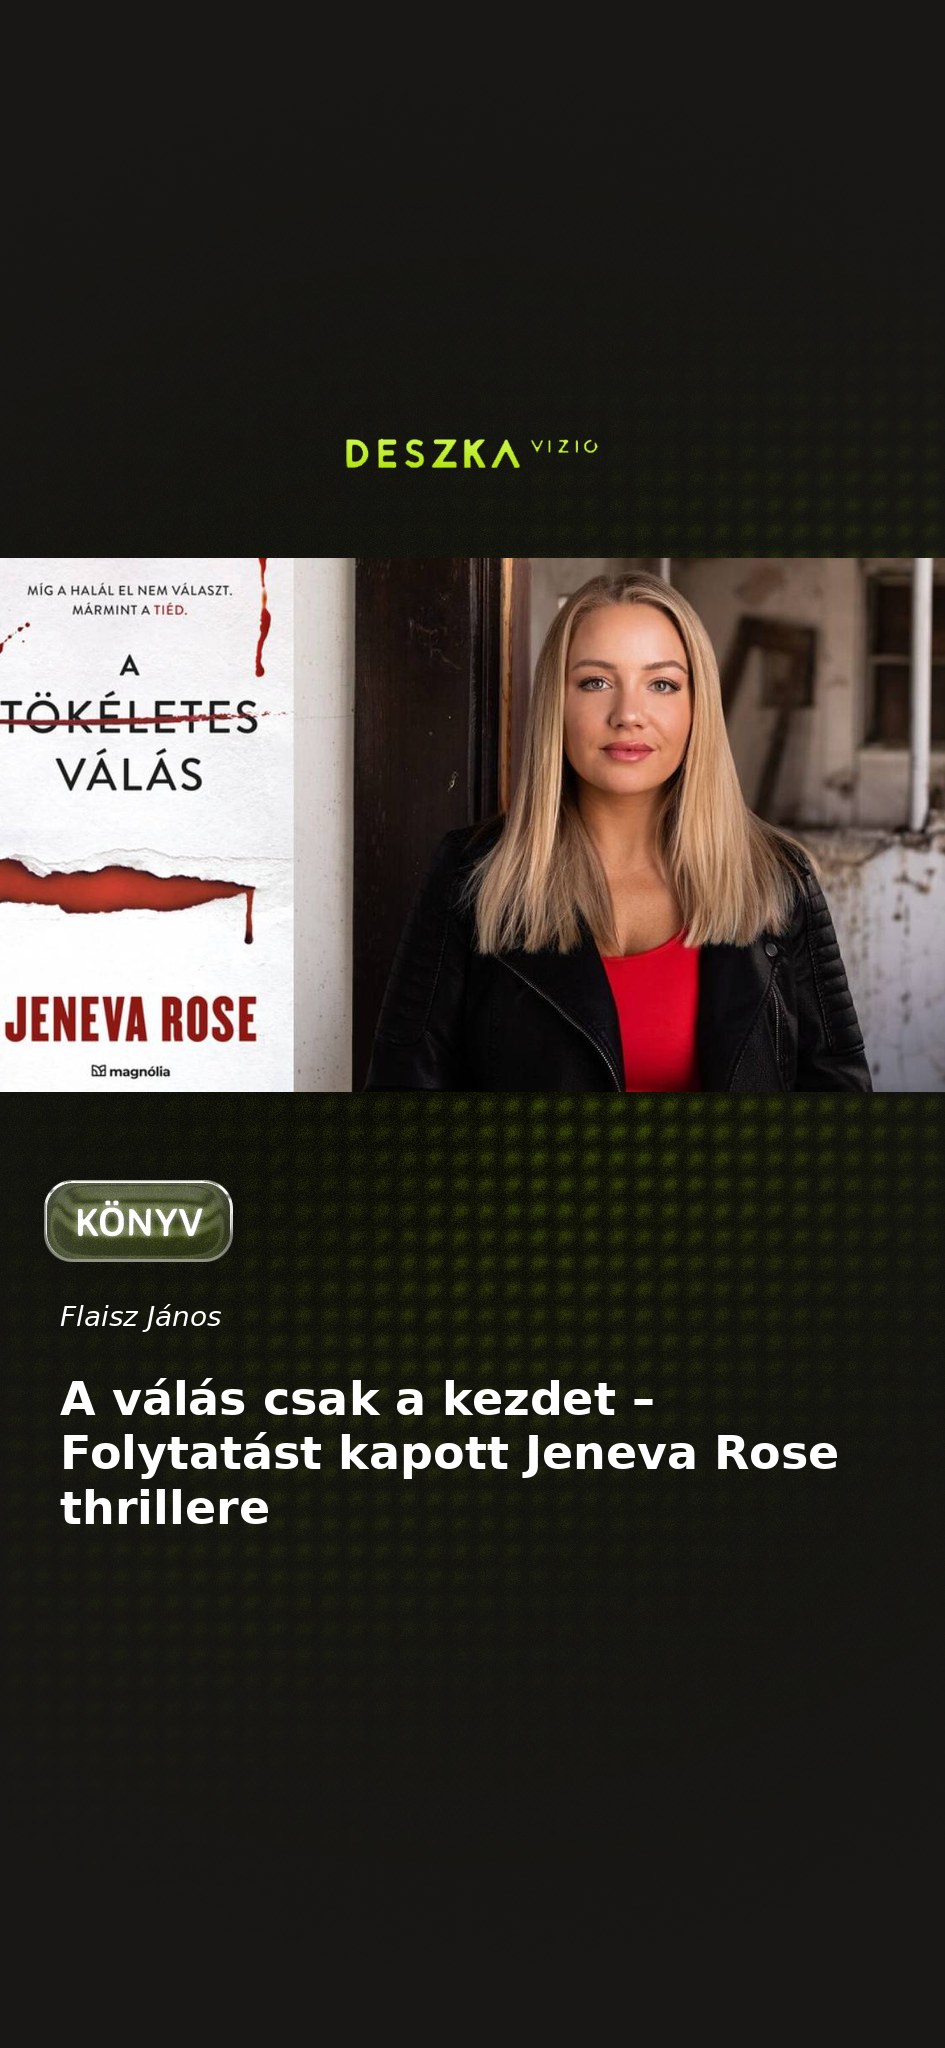 DESZKA VIZIO
MÍG A HALÁL EL NEM VÁLASZT.
MÁRMINT A TIÉD.
A
TÖKÉLETES
VÁLÁS
JENEVA ROSE
magnólia
KÖNYV
Flaisz János
A válás csak a kezdet –
Folytatást kapott Jeneva Rose
thrillere